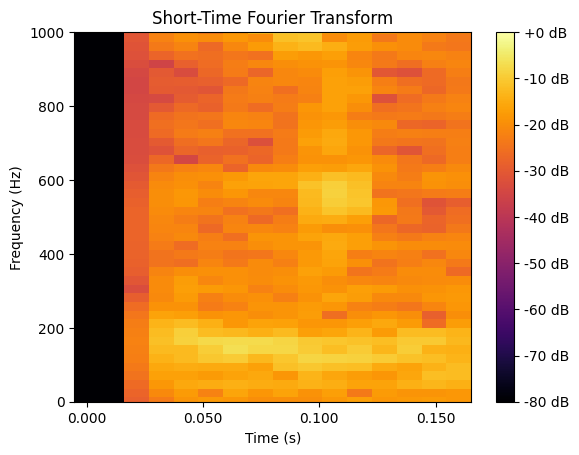 Short-Time Fourier Transform
1000
800
600
400
200
0
Frequency (Hz)
0.000
0.050
0.100
0.150
Time (s)
+0 dB
-10 dB
-20 dB
-30 dB
-40 dB
-50 dB
-60 dB
-70 dB
-80 dB